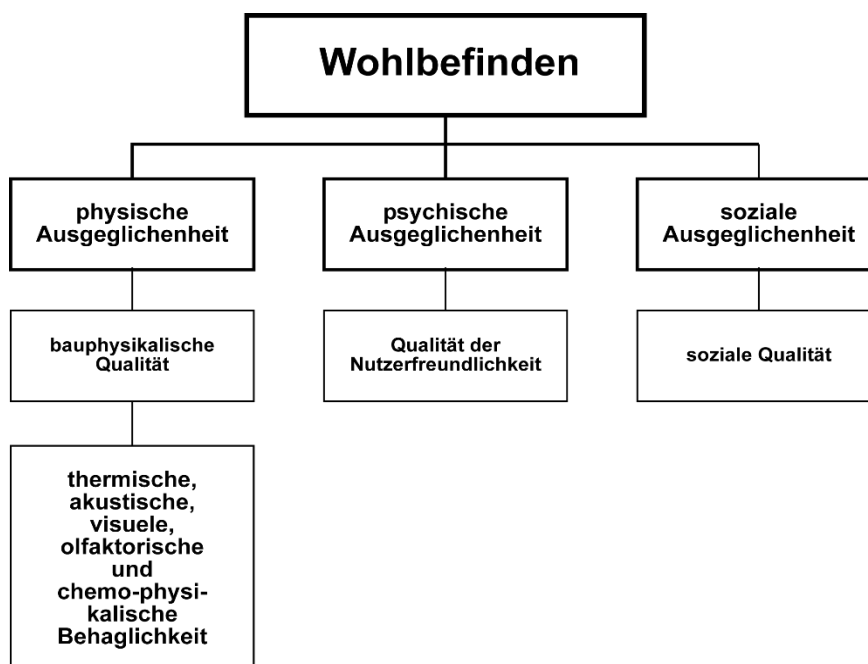 Wohlbefinden
physische
Ausgeglichenheit
psychische
Ausgeglichenheit
soziale
Ausgeglichenheit
bauphysikalische
Qualität
Qualität der
Nutzerfreundlichkeit
soziale Qualität
thermische,
akustische,
visuele,
olfaktorische
und
chemo-physi-
kalische
Behaglichkeit